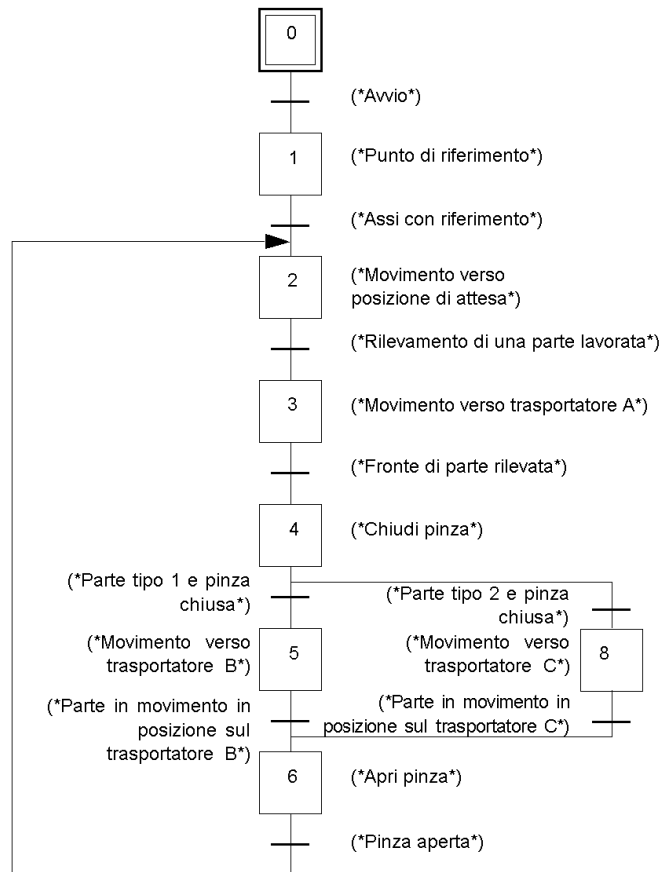 0
(*Avvio*)
1
(*Punto di riferimento*)
(*Assi con riferimento*)
2
(*Movimento verso
posizione di attesa*)
(*Rilevamento di una parte lavorata*)
3
(*Movimento verso trasportatore A*)
(*Fronte di parte rilevata*)
4
(*Chiudi pinza*)
(*Parte tipo 1 e pinza
chiusa*)
(*Parte tipo 2 e pinza
chiusa*)
(*Movimento verso
trasportatore B*)
5
(*Movimento verso
trasportatore C*)
8
(*Parte in movimento in
posizione sul
trasportatore B*)
(*Parte in movimento in
posizione sul trasportatore C*)
6
(*Apri pinza*)
(*Pinza aperta*)